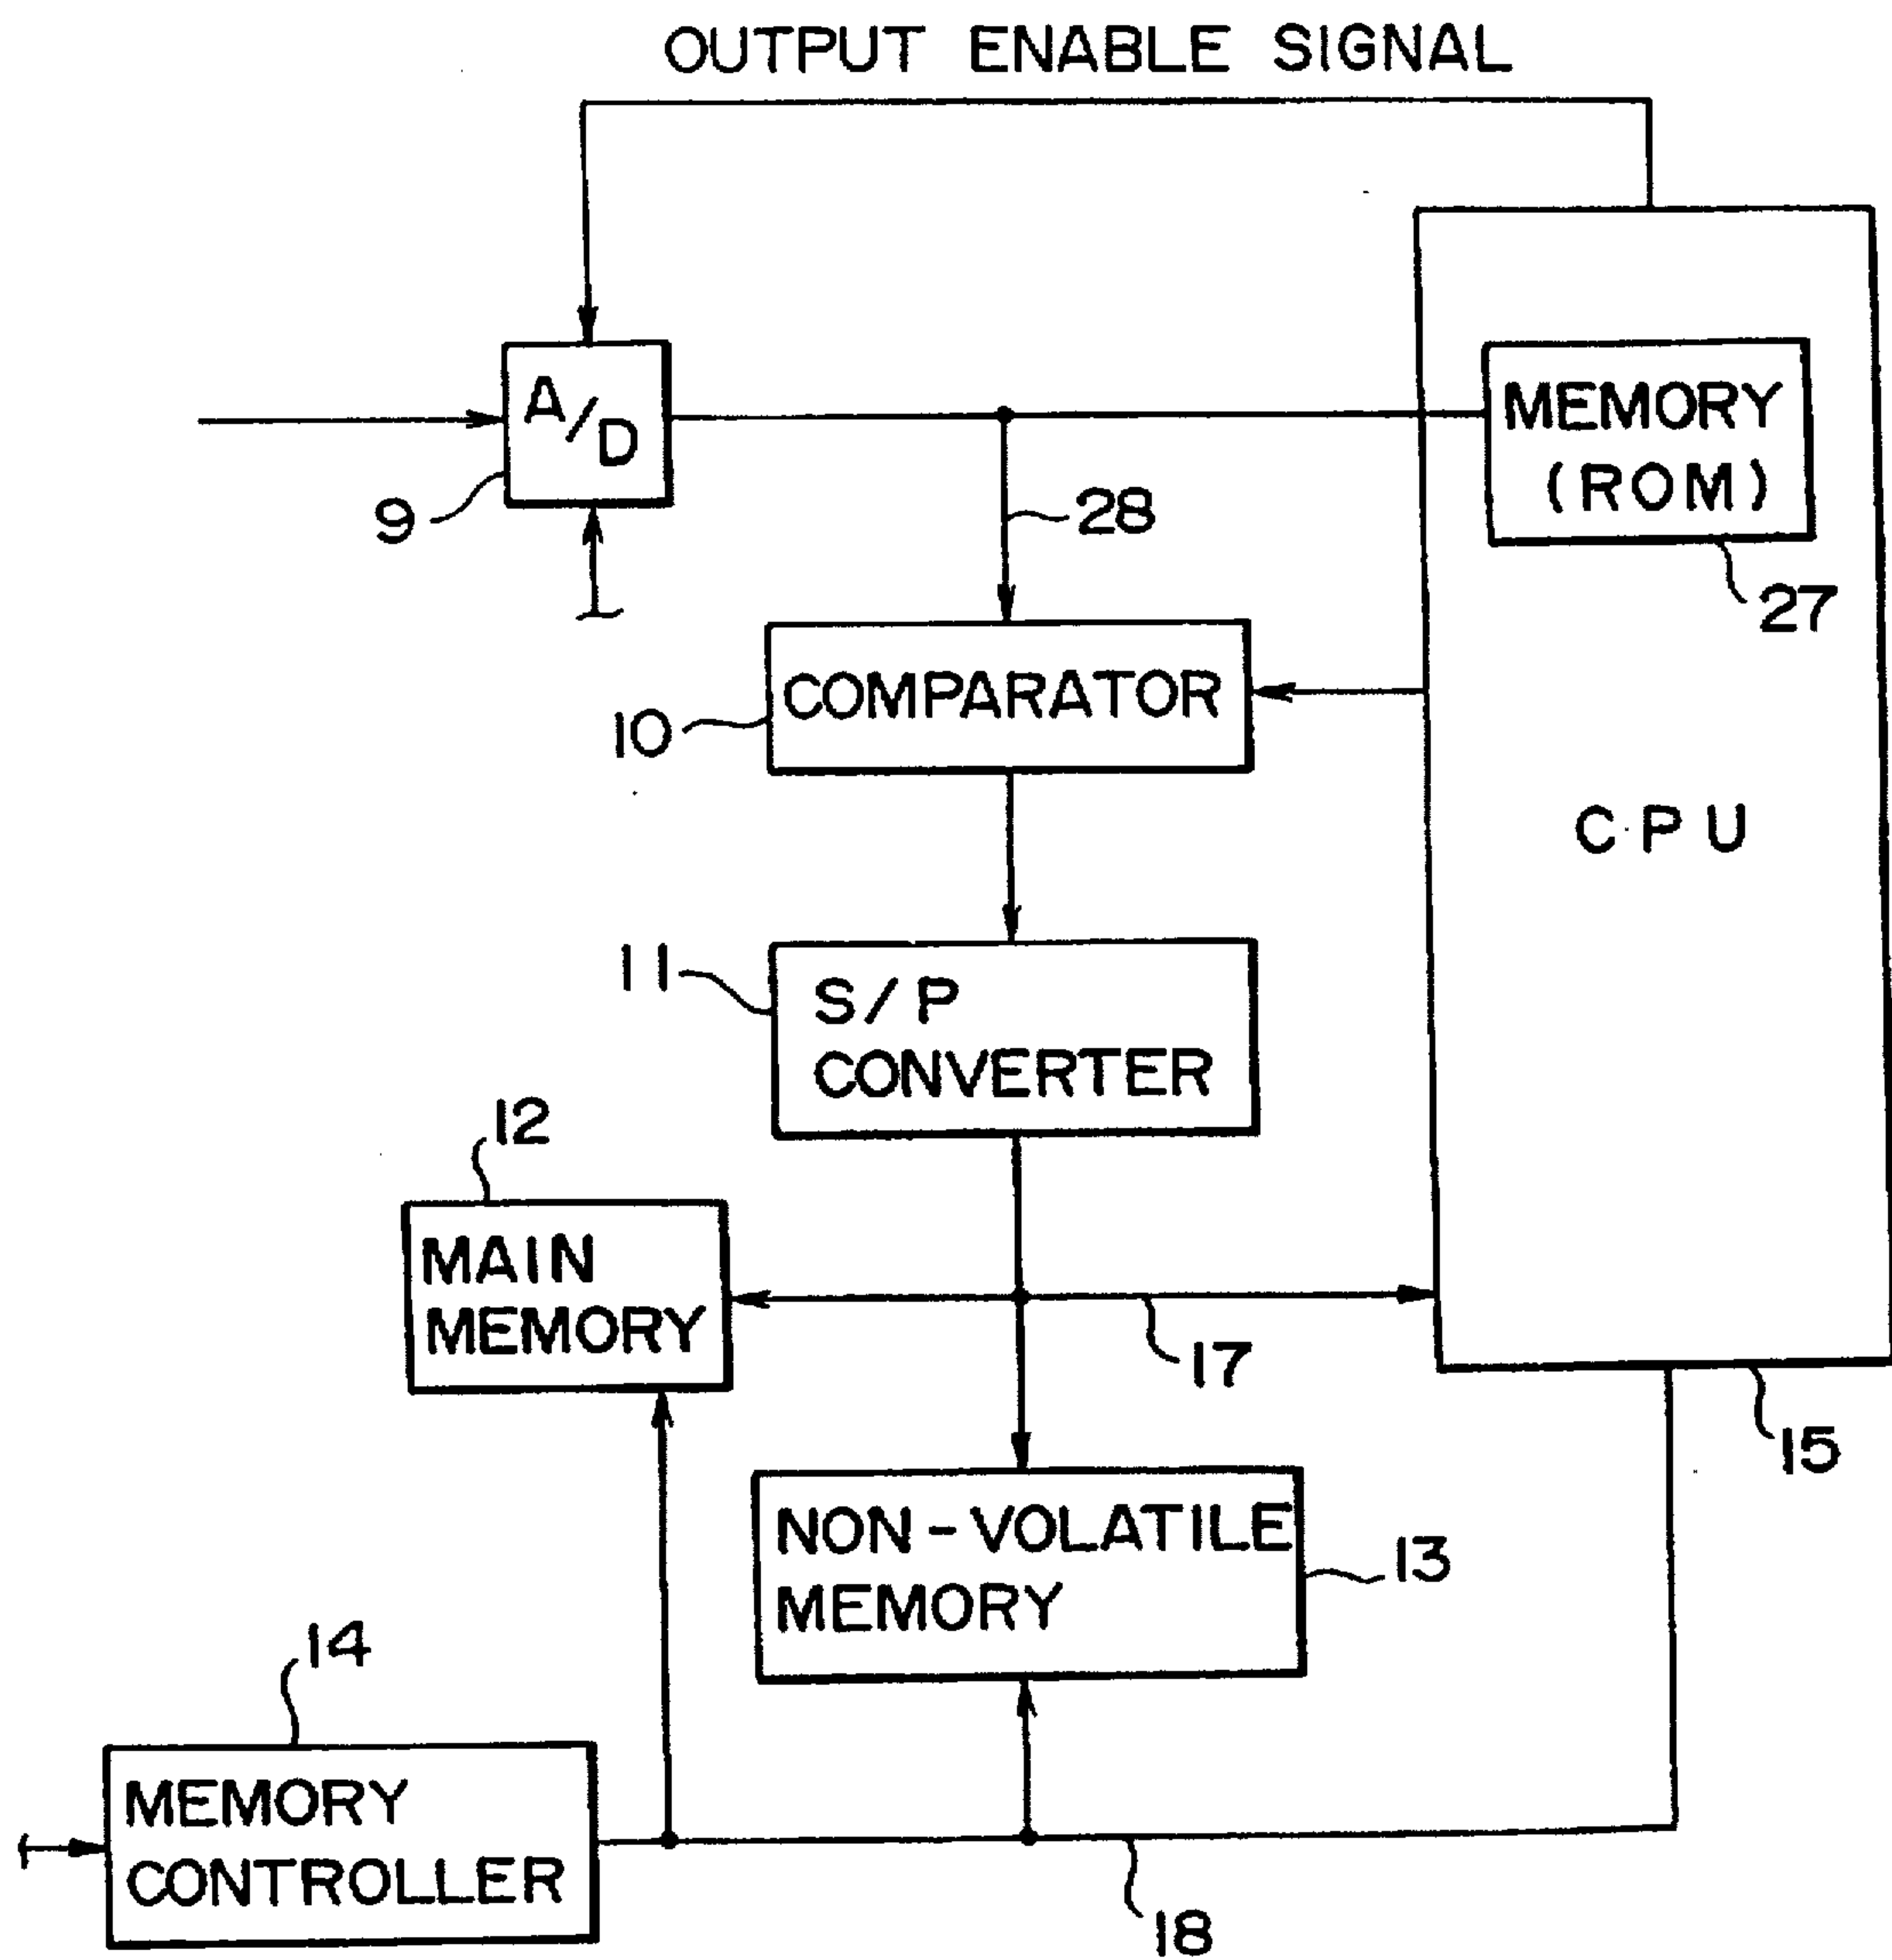 OUTPUT ENABLE SIGNAL
A/D
9
28
MEMORY
(ROM)
27
COMPARATOR
10
CPU
11
S/P
CONVERTER
12
MAIN
MEMORY
17
15
NON-VOLATILE
MEMORY
13
14
MEMORY
CONTROLLER
18